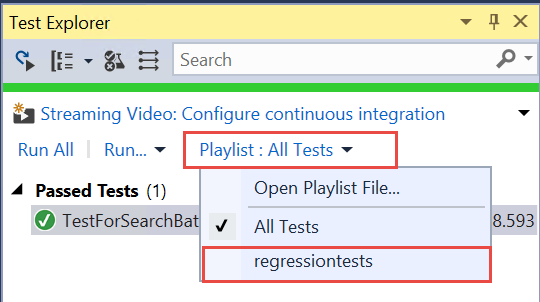 Test Explorer
Search
Streaming Video: Configure continuous integration
Run All | Run... Playlist : All Tests
Open Playlist File...
Passed Tests (1)
All Tests
TestForSearchBat 8.593
regressiontests